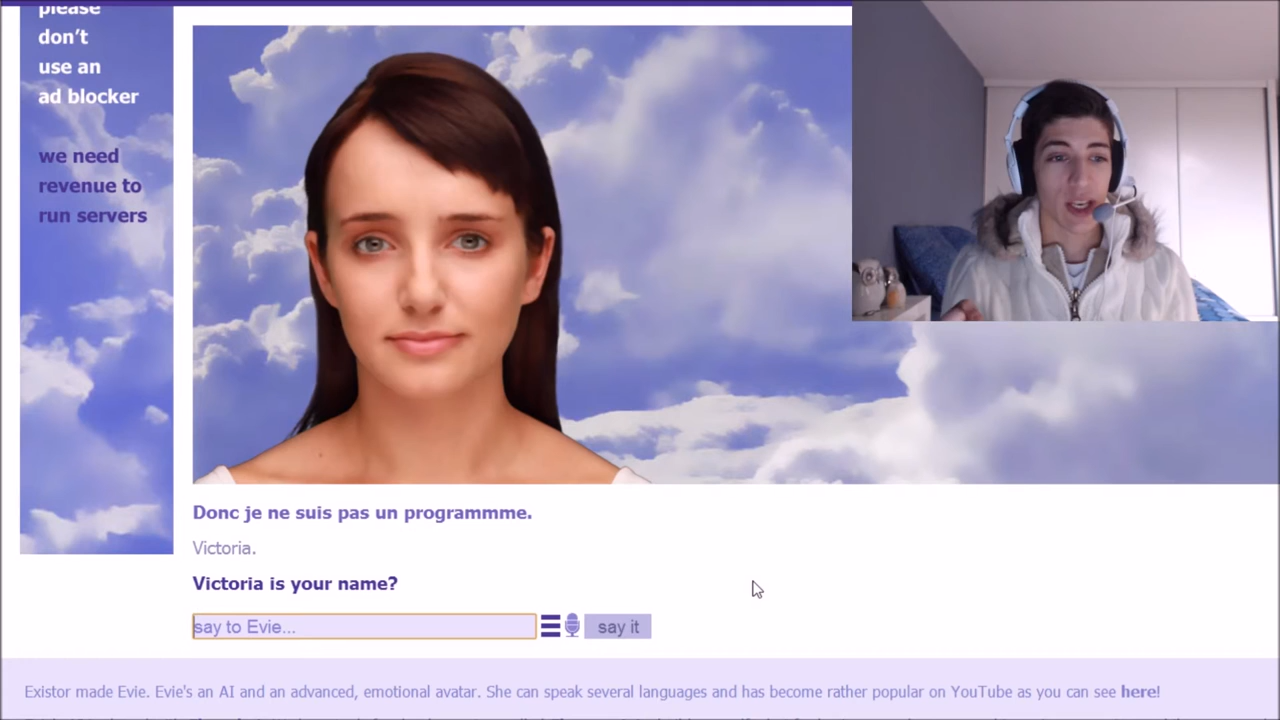 please
don't
use an
ad blocker
we need
revenue to
run servers
Donc je ne suis pas un programmme.
Victoria.
Victoria is your name?
say to Evie...
say it
Existor made Evie. Evie's an AI and an advanced, emotional avatar. She can speak several languages and has become rather popular on YouTube as you can see here!